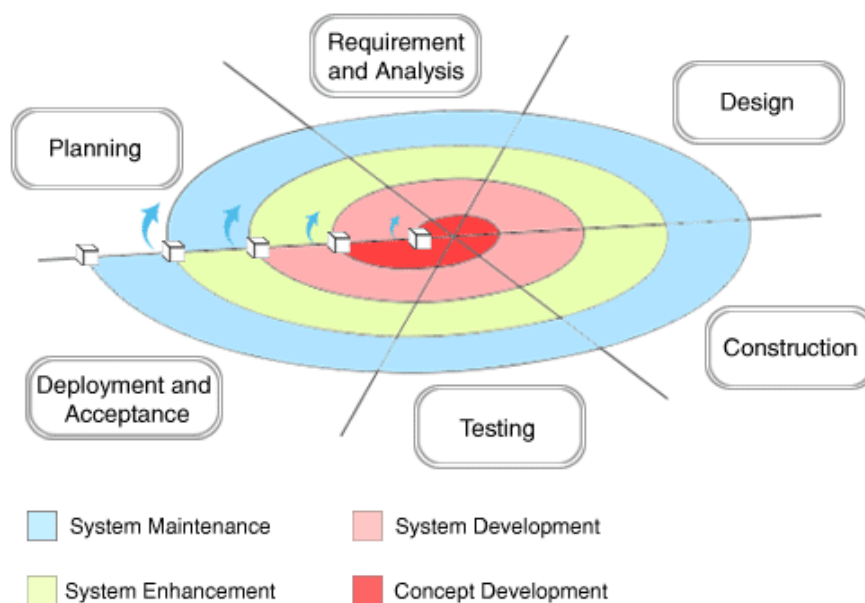 Requirement
and Analysis
Design
Planning
Construction
Deployment and
Acceptance
Testing
System Maintenance
System Development
System Enhancement
Concept Development